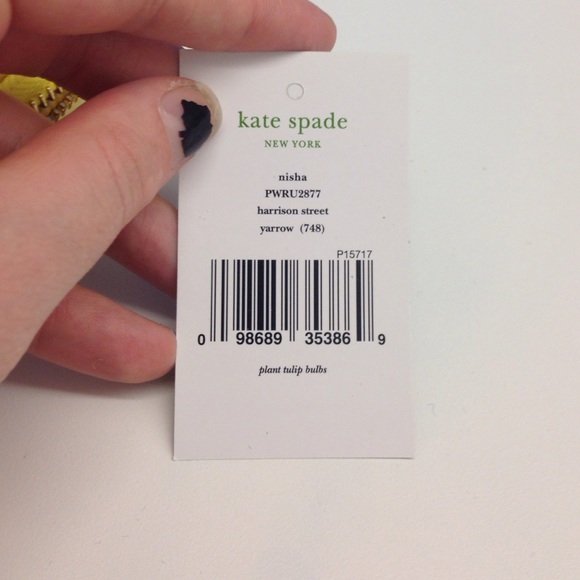 kate spade
NEW YORK
nisha
PWRU2877
harrison street
yarrow (748)
P15717
0 98689 35386 9
plant tulip bulbs